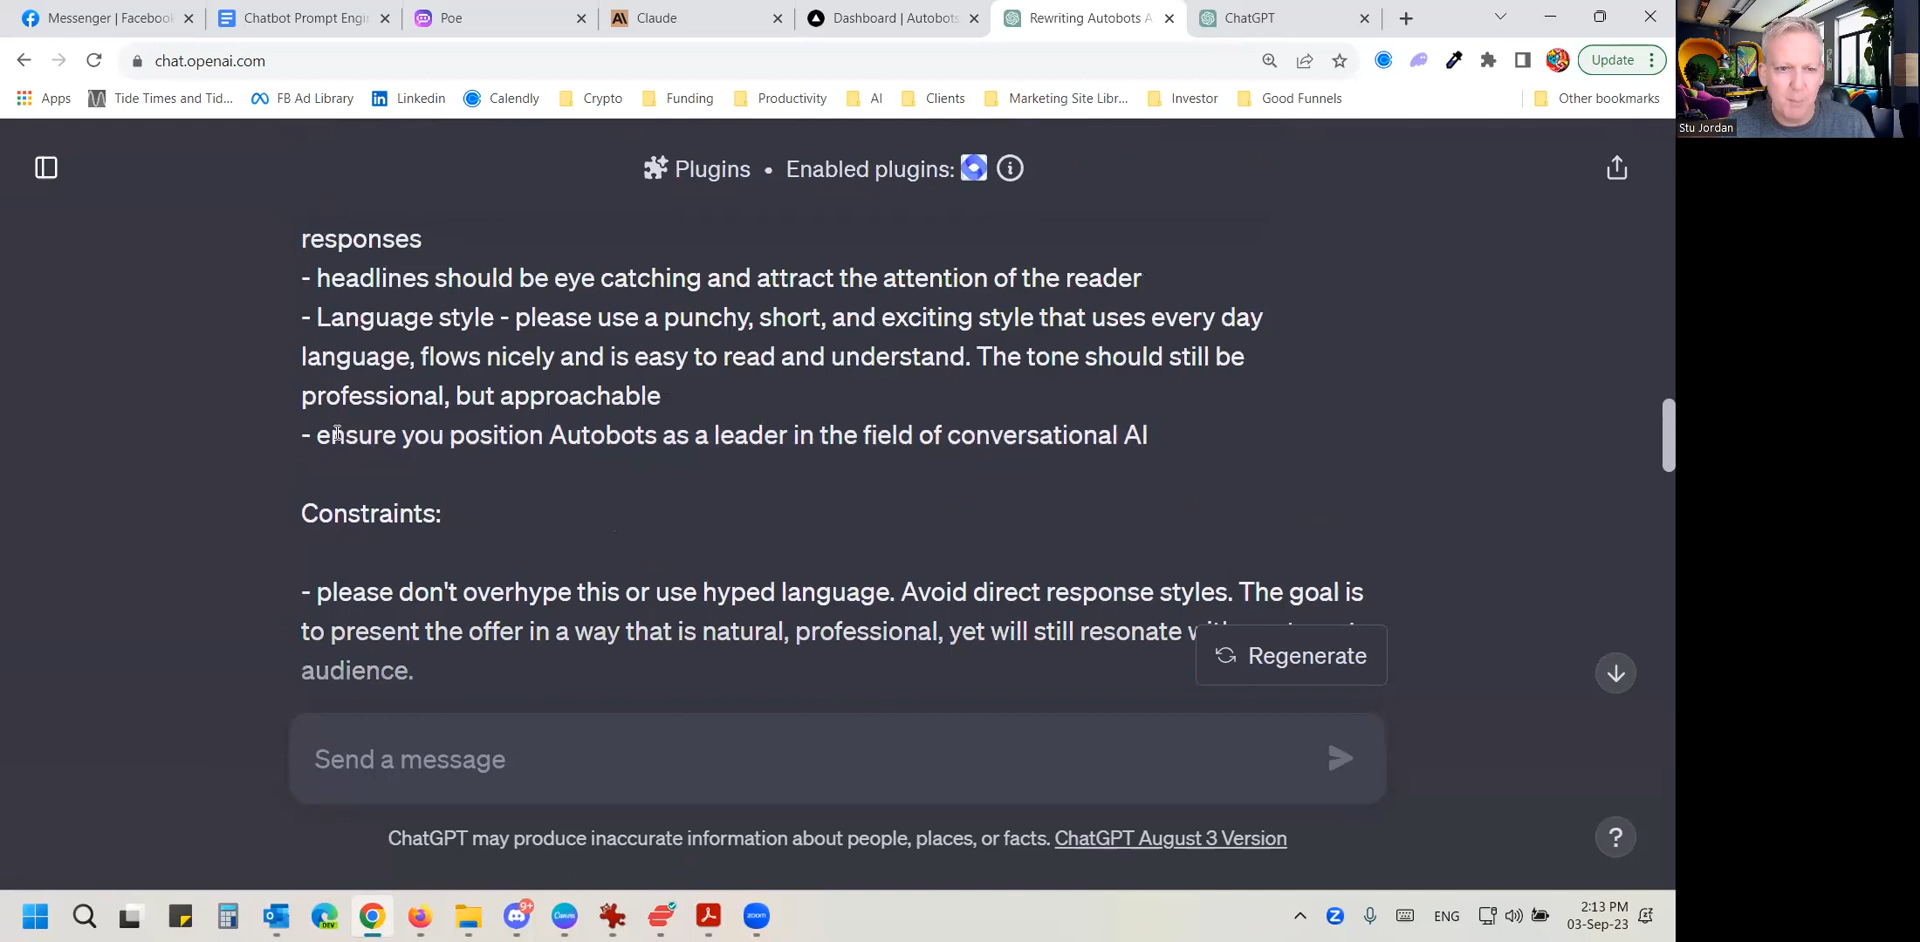 Messenger | Facebook
Chatbot Prompt Engi
Poe
Claude
Dashboard | Autobots
Rewriting Autobots A
ChatGPT
chat.openai.com
Update
Apps
Tide Times and Tid...
FB Ad Library
Linkedin
Calendly
Crypto
Funding
Productivity
AI
Clients
Marketing Site Libr...
Investor
Good Funnels
Other bookmarks
Stu Jordan
Plugins • Enabled plugins:
responses
- headlines should be eye catching and attract the attention of the reader
- Language style - please use a punchy, short, and exciting style that uses every day
language, flows nicely and is easy to read and understand. The tone should still be
professional, but approachable
- ensure you position Autobots as a leader in the field of conversational AI
Constraints:
- please don't overhype this or use hyped language. Avoid direct response styles. The goal is
to present the offer in a way that is natural, professional, yet will still resonate
audience.
Regenerate
Send a message
ChatGPT may produce inaccurate information about people, places, or facts. ChatGPT August 3 Version
?
DEV
9+
Canva
zoom
ENG
2:13 PM
03-Sep-23